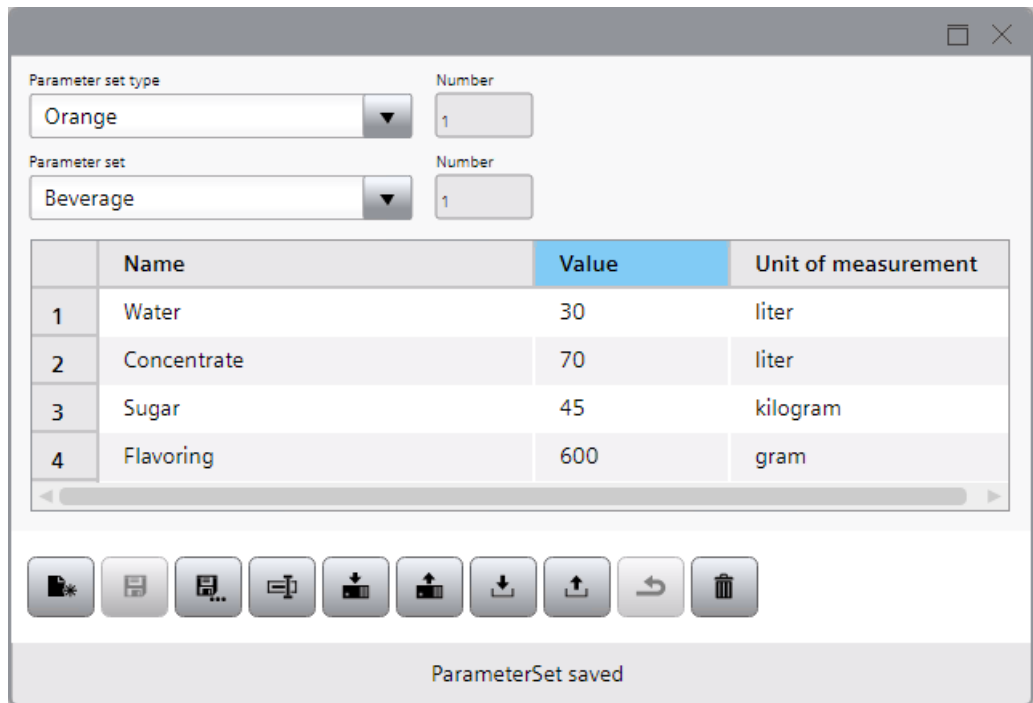 Parameter set type Number
Orange 1
Parameter set Number
Beverage 1
Name Value Unit of measurement
1 Water 30 liter
2 Concentrate 70 liter
3 Sugar 45 kilogram
4 Flavoring 600 gram
ParameterSet saved